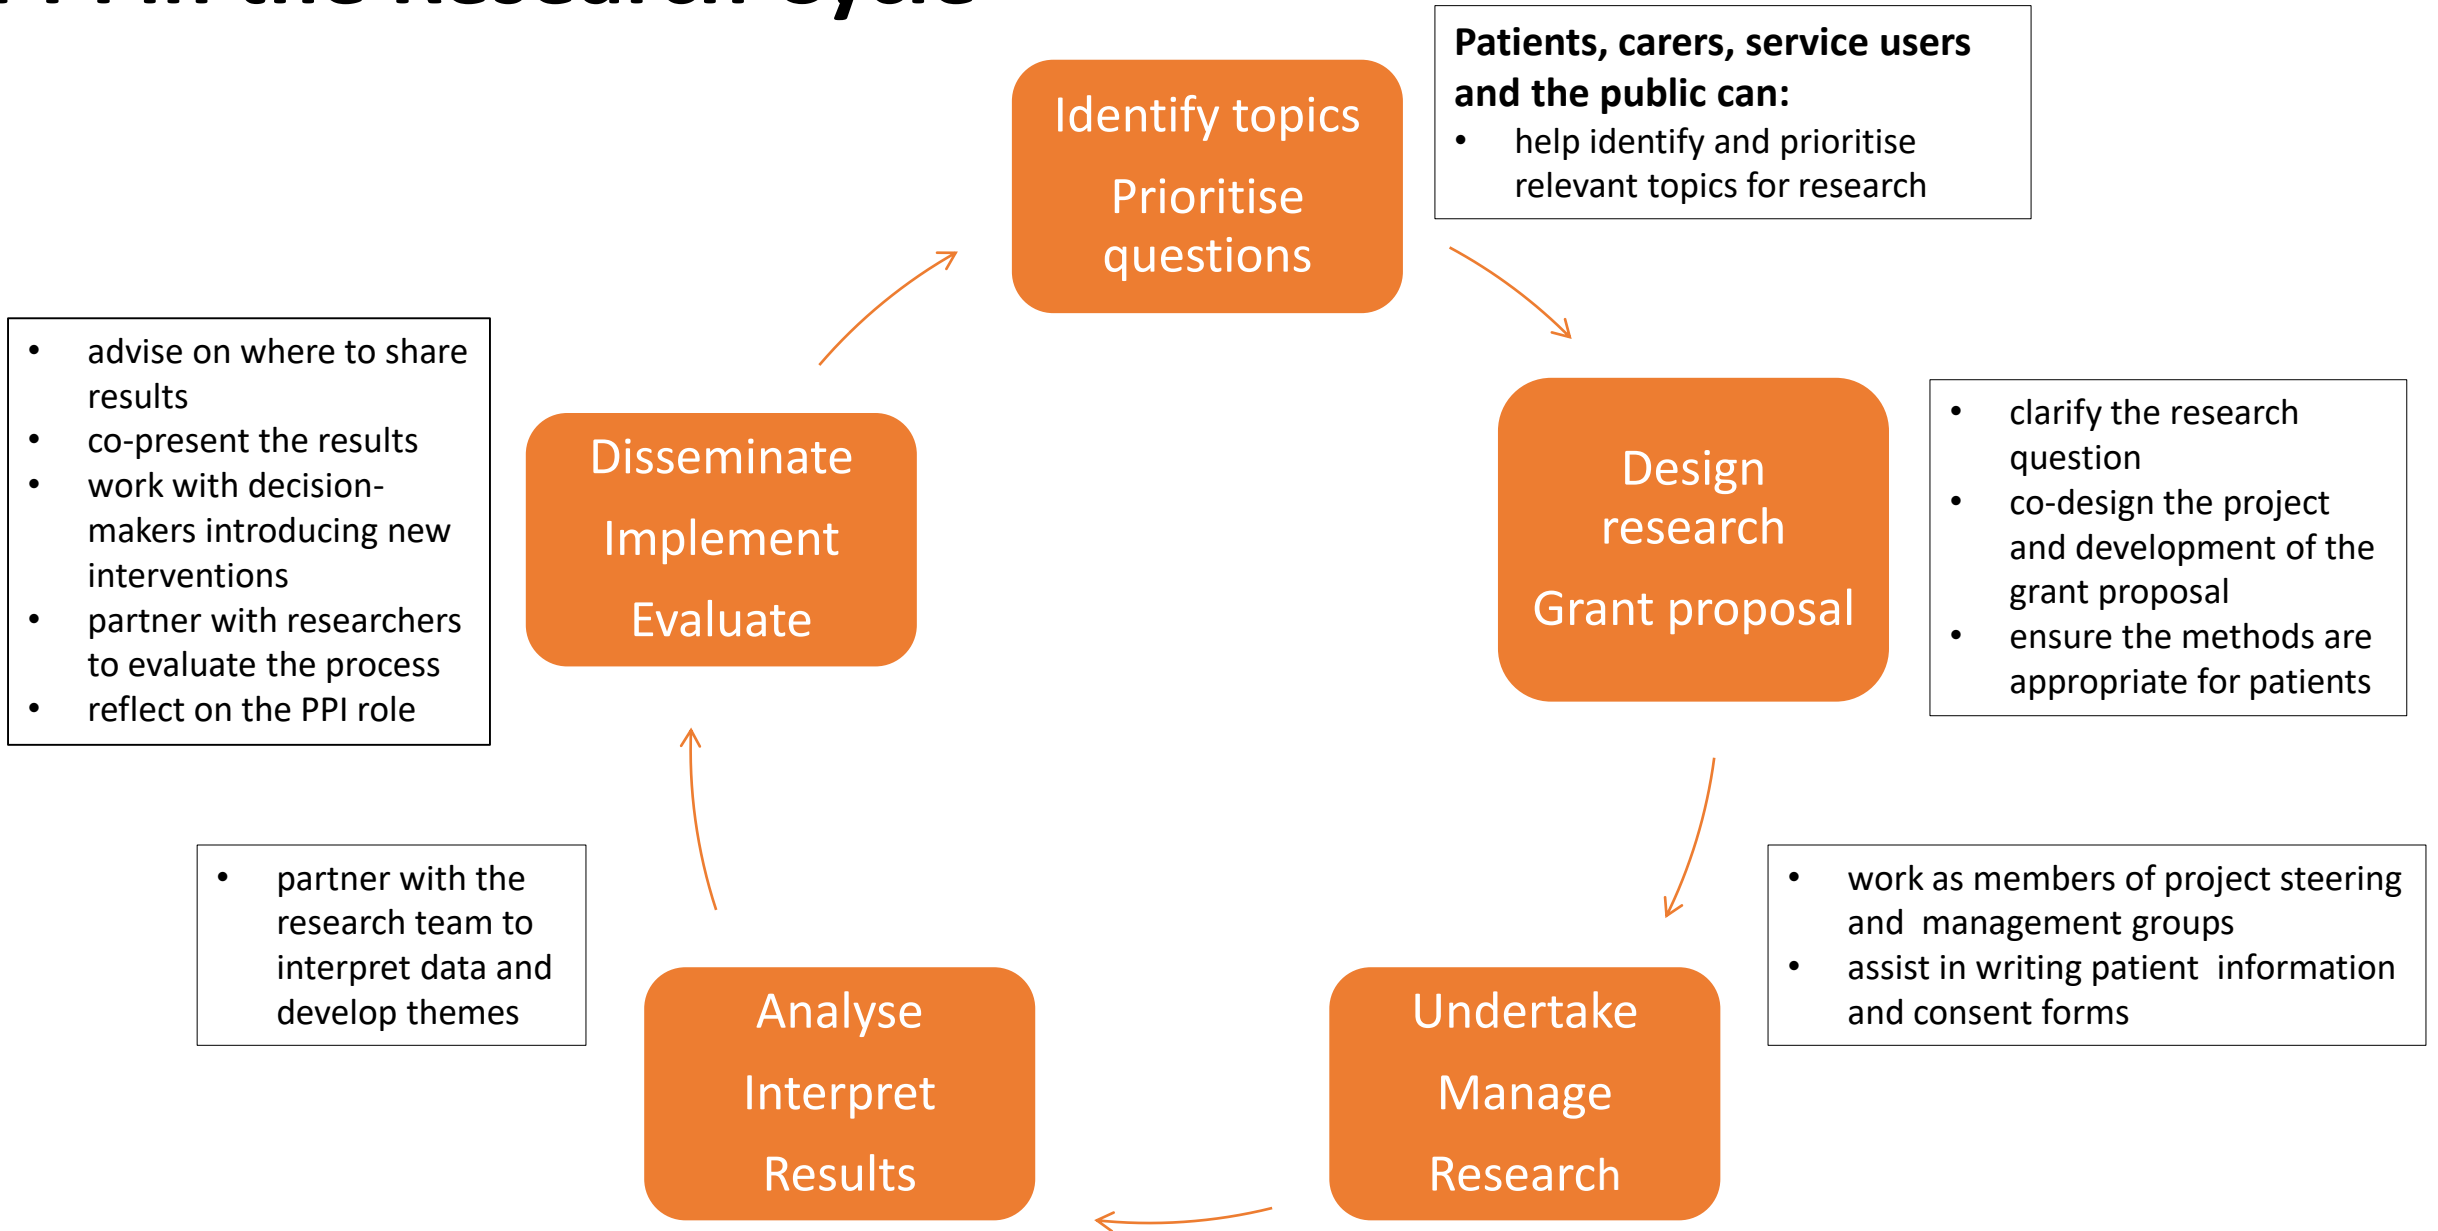 PPI in the Research Cycle
Patients, carers, service users
and the public can:
• help identify and prioritise
relevant topics for research
Identify topics
Prioritise
questions
• clarify the research
question
• co-design the project
and development of the
grant proposal
• ensure the methods are
appropriate for patients
Design
research
Grant proposal
• work as members of project steering
and  management groups
• assist in writing patient  information
and consent forms
Undertake
Manage
Research
• partner with the
research team to
interpret data and
develop themes
Analyse
Interpret
Results
• advise on where to share
results
• co-present the results
• work with decision-
makers introducing new
interventions
• partner with researchers
to evaluate the process
• reflect on the PPI role
Disseminate
Implement
Evaluate